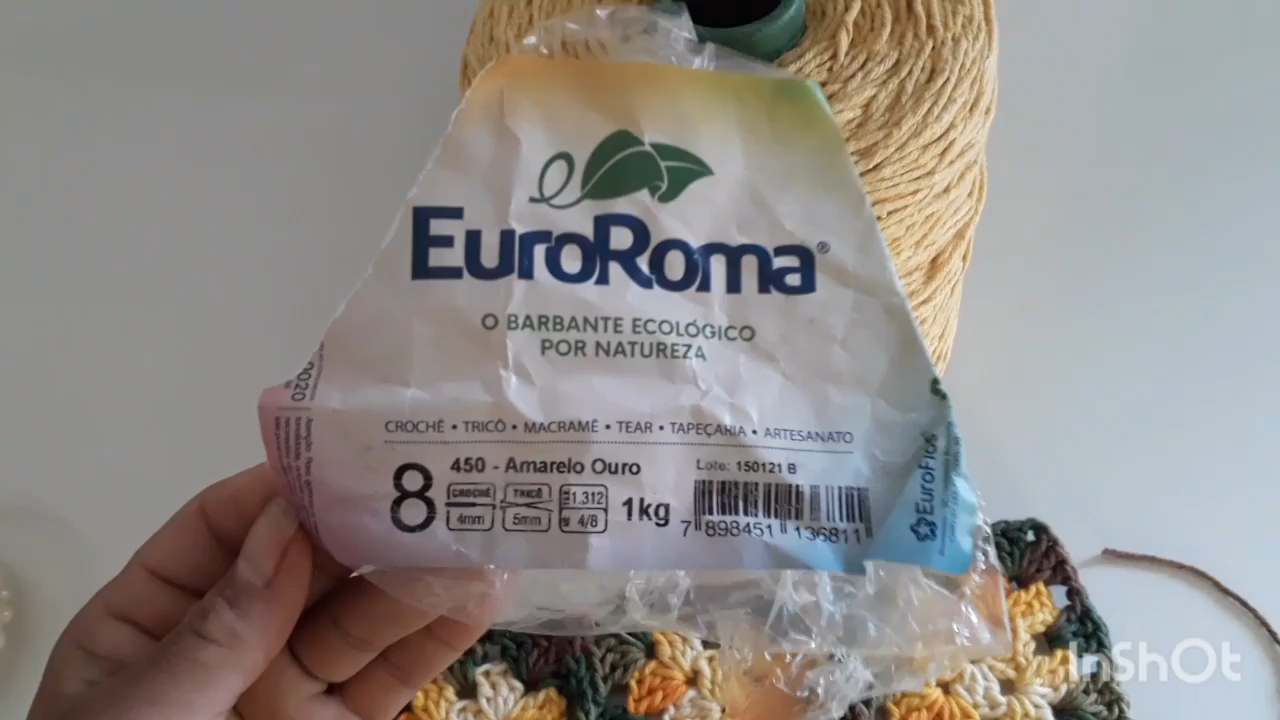 EuroRoma®
O BARBANTE ECOLÓGICO
POR NATUREZA
CROCHÊ • TRICÔ • MACRAMÊ • TEAR • TAPEÇARIA • ARTESANATO
8
450 - Amarelo Ouro
CROCHÊ
4mm
TRICÔ
5mm
1.312
4/8
1kg
Lote: 150121 B
7 898451 136811
EuroFios
0020
InShOt